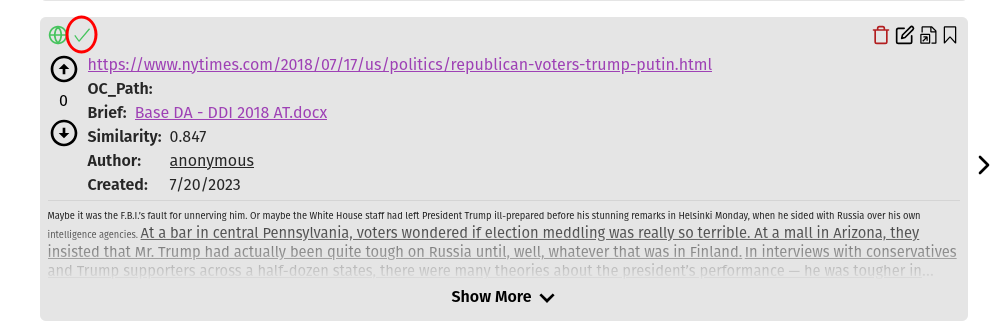 https://www.nytimes.com/2018/07/17/us/politics/republican-voters-trump-putin.html
OC_Path:
0
Brief: Base DA - DDI 2018 AT.docx
Similarity: 0.847
Author: anonymous
Created: 7/20/2023
Maybe it was the F.B.I.'s fault for unnerving him. Or maybe the White House staff had left President Trump ill-prepared before his stunning remarks in Helsinki Monday, when he sided with Russia over his own
intelligence agencies. At a bar in central Pennsylvania, voters wondered if election meddling was really so terrible. At a mall in Arizona, they
insisted that Mr. Trump had actually been quite tough on Russia until, well, whatever that was in Finland. In interviews with conservatives
and Trump supporters across a half-dozen states, there were many theories about the president's performance — he was tougher in...
Show More